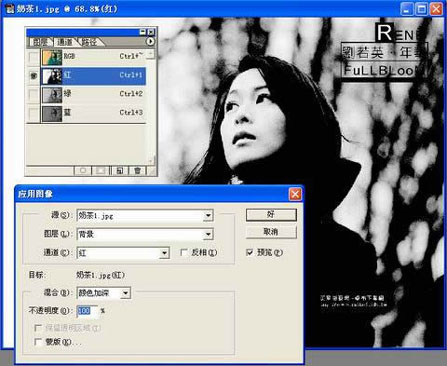 奶茶1.jpg @ 68.8%(红)
图层 通道 路径
RGB Ctrl+~
红 Ctrl+1
绿 Ctrl+2
蓝 Ctrl+3
RENE
劉若英·年華
FuLLBLooM
应用图像
源(S): 奶茶1.jpg
好
图层(L): 背景
取消
通道(C): 红
反相(I)
预览(P)
目标: 奶茶1.jpg(红)
混合(B): 颜色加深
不透明度(O): 100 %
保留透明区域(T)
蒙版(K)...